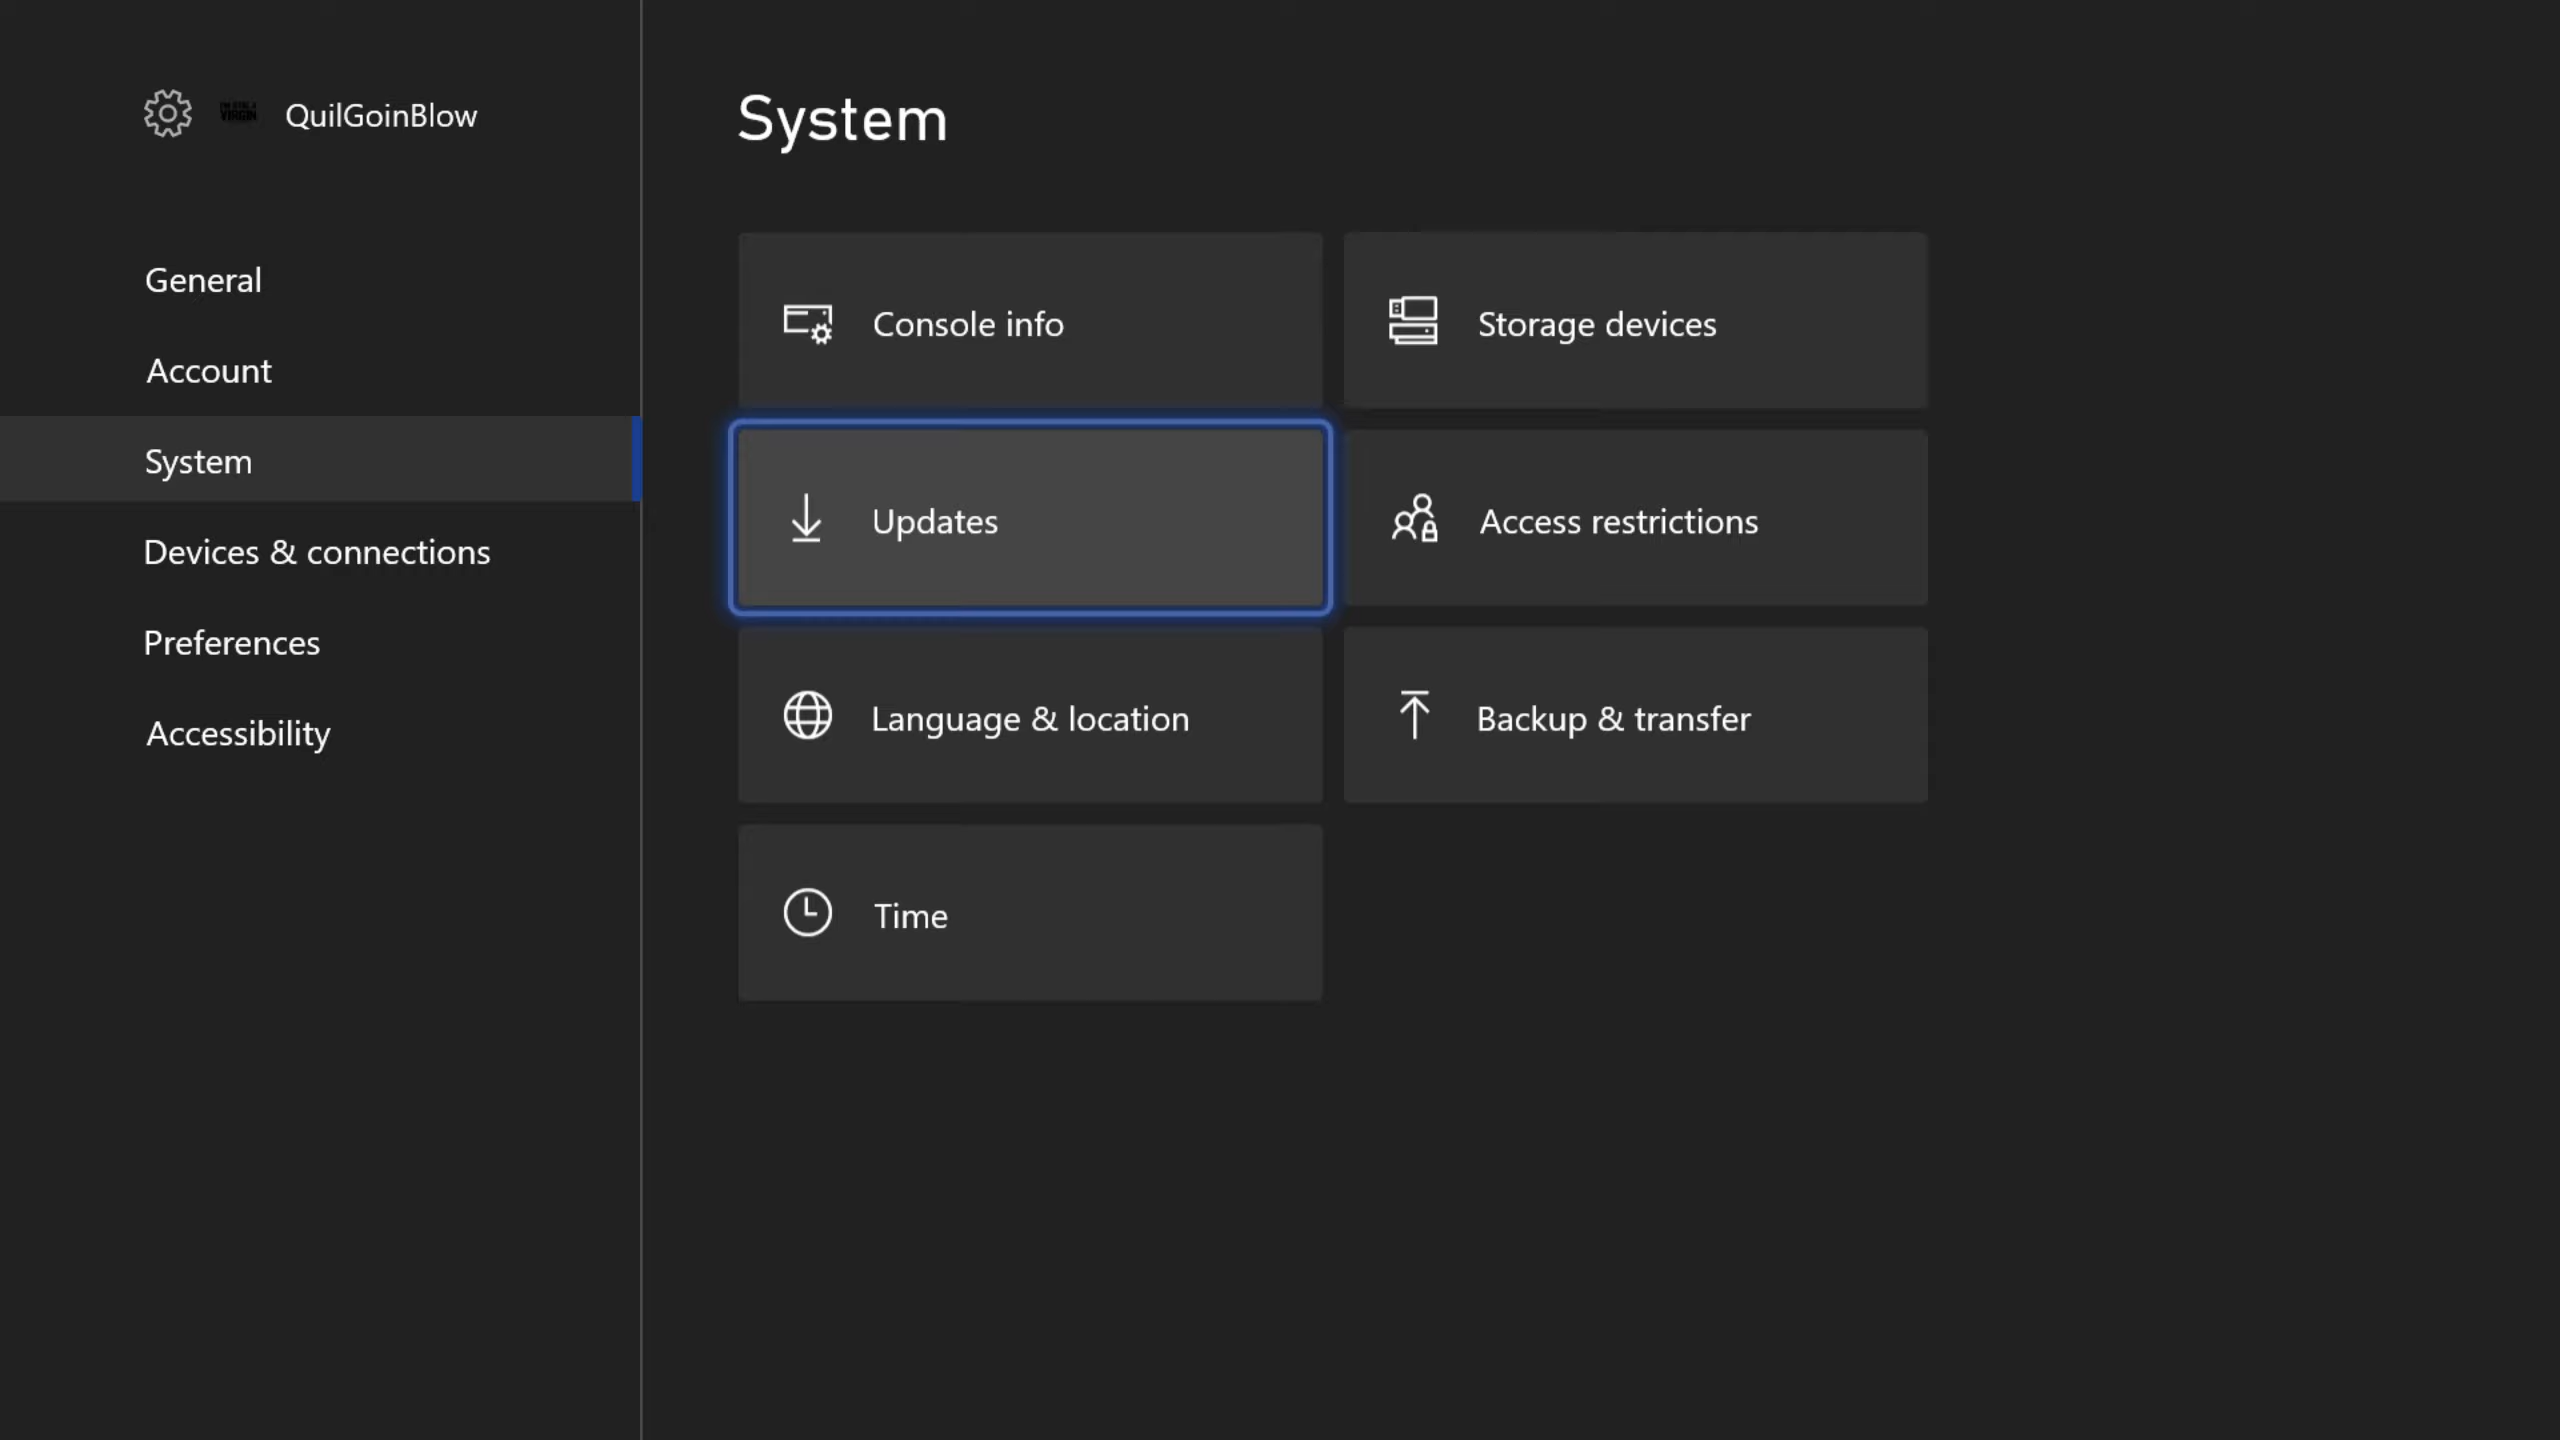 QuilGoinBlow
General
Account
System
Devices & connections
Preferences
Accessibility
System
Console info
Storage devices
Updates
Access restrictions
Language & location
Backup & transfer
Time